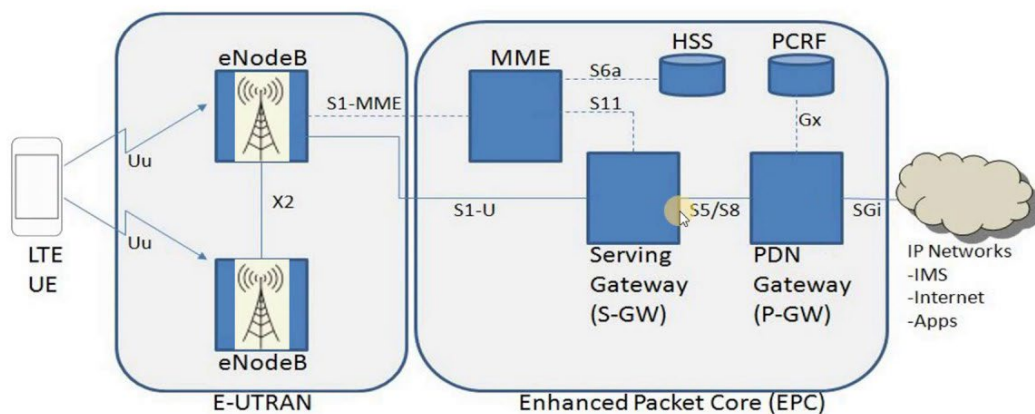 eNodeB
MME
HSS
PCRF
S6a
S1-MME
S11
Gx
Uu
X2
S1-U
S5/S8
SGi
Uu
LTE
UE
Serving
Gateway
(S-GW)
PDN
Gateway
(P-GW)
IP Networks
-IMS
-Internet
-Apps
eNodeB
E-UTRAN
Enhanced Packet Core (EPC)